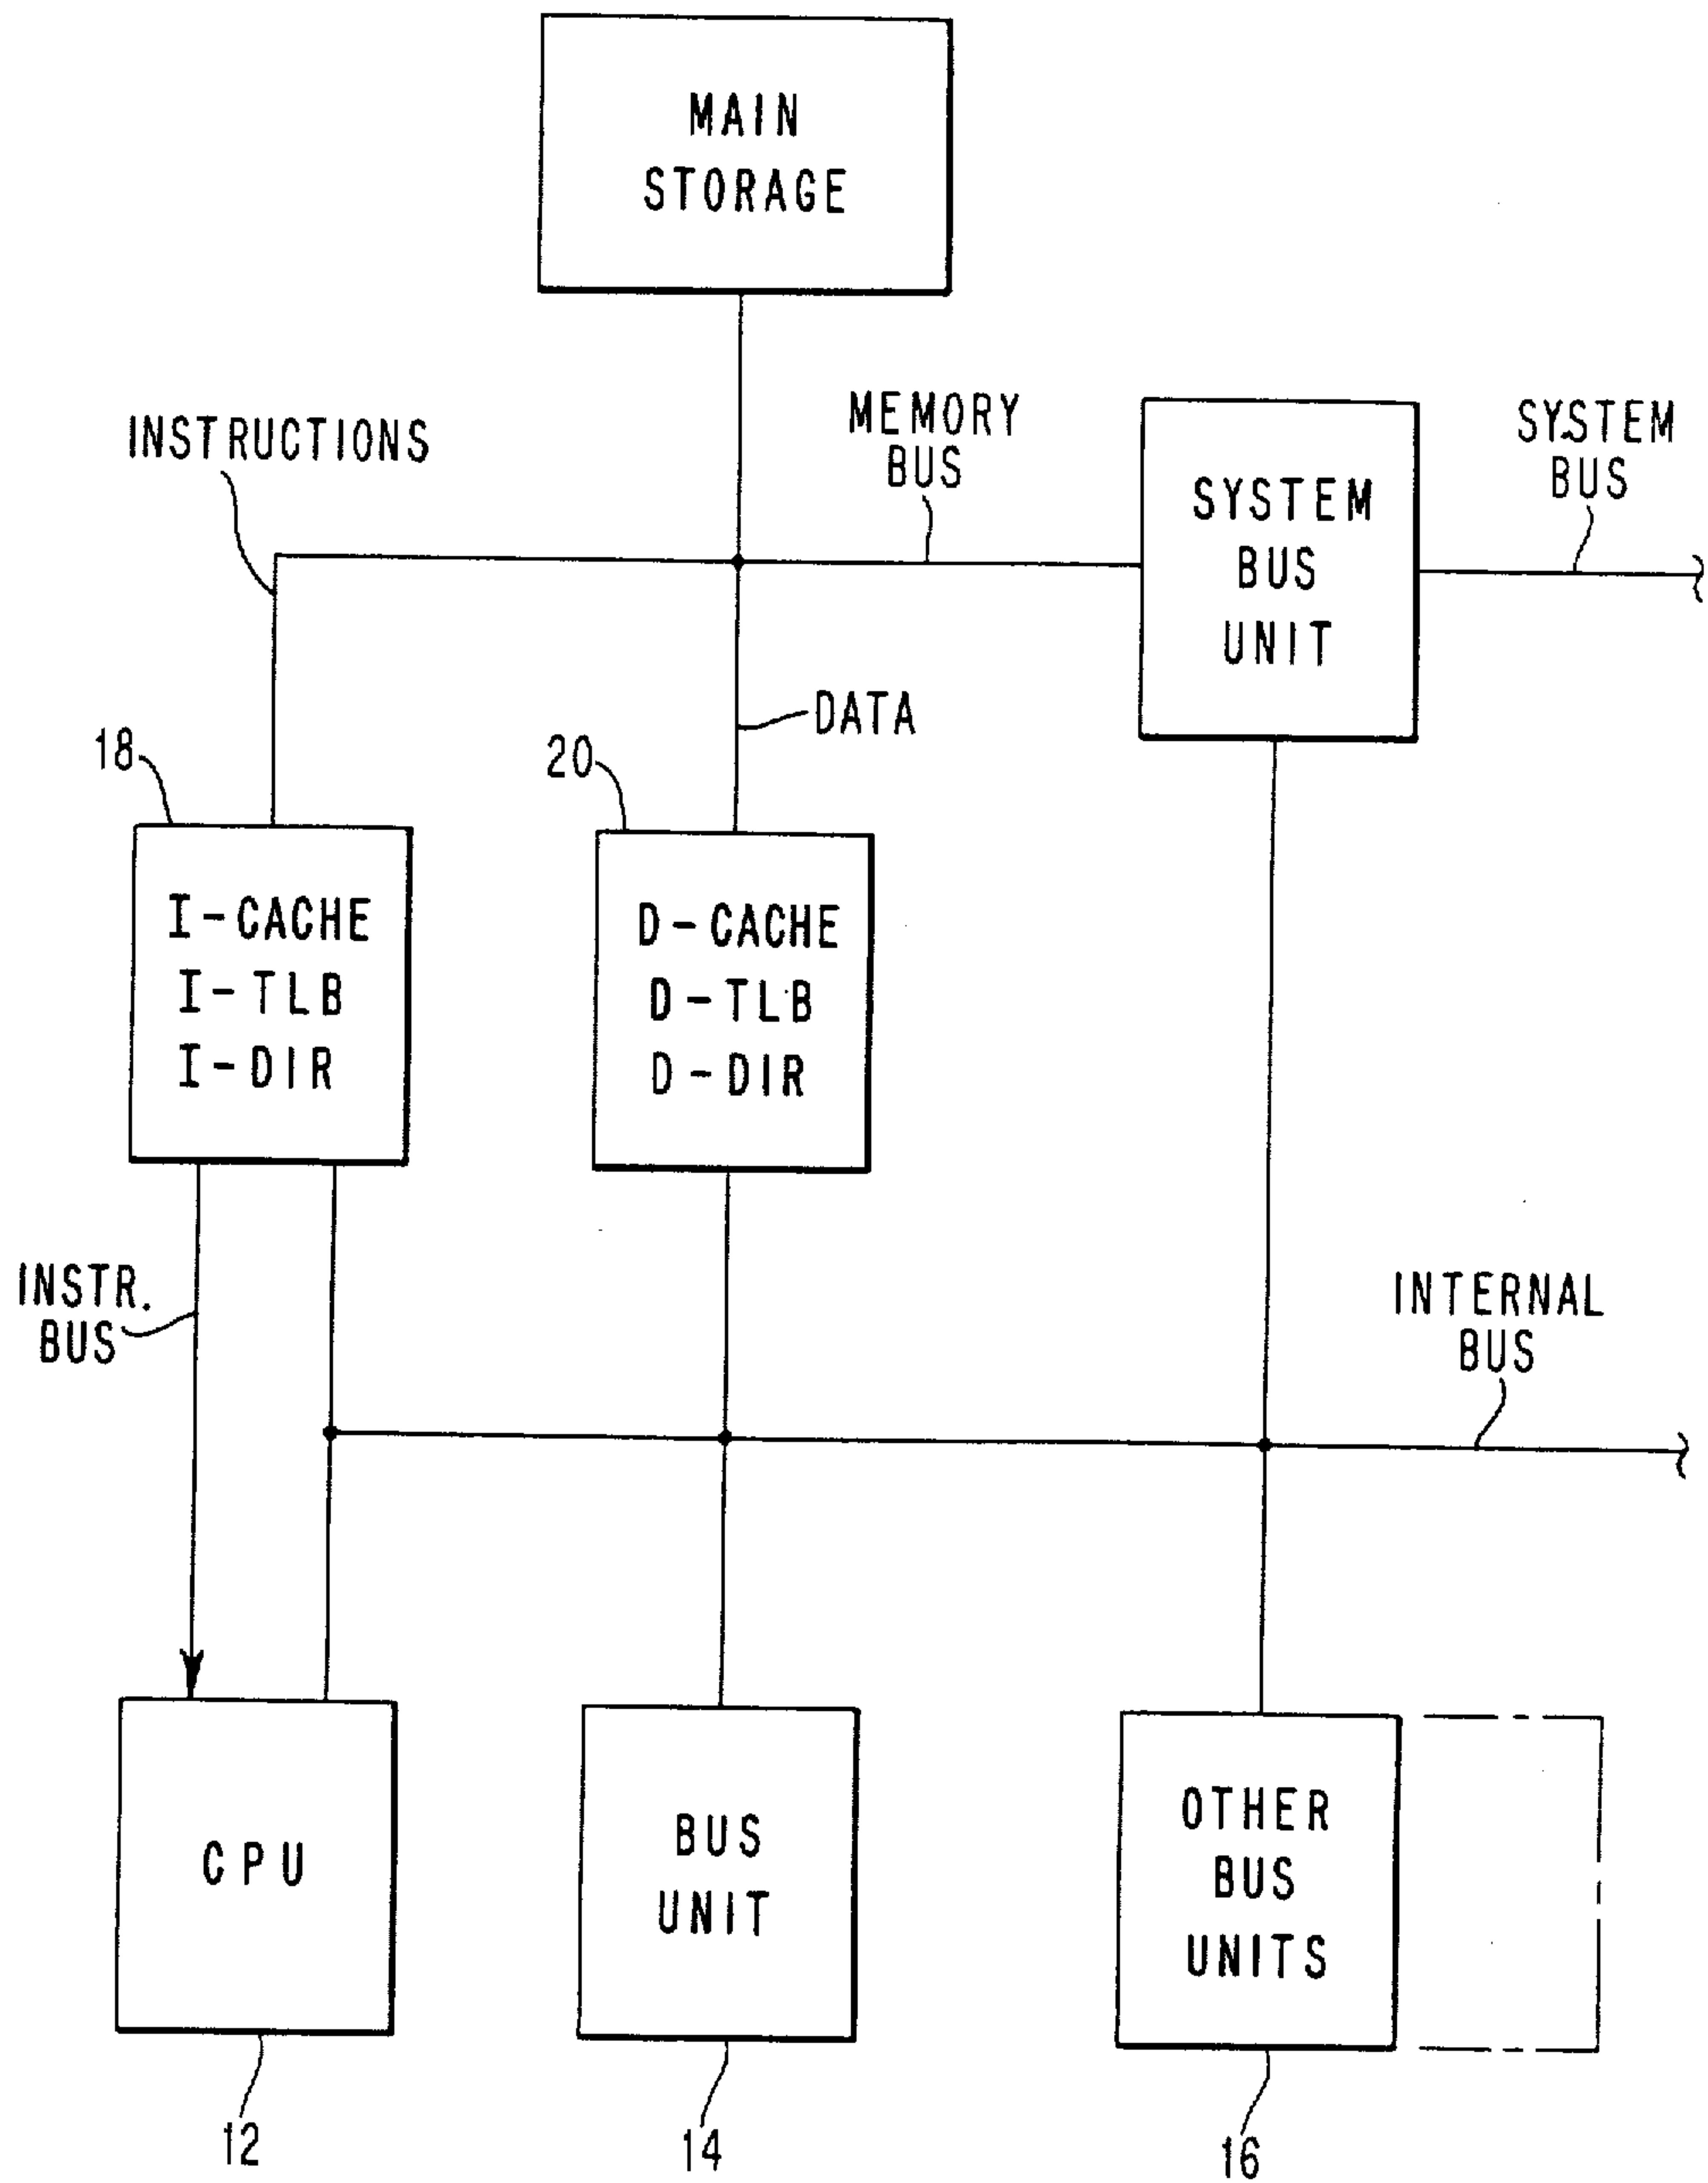 MAIN
STORAGE
INSTRUCTIONS
MEMORY
BUS
SYSTEM
BUS
SYSTEM
BUS
UNIT
DATA
18
20
I-CACHE
I-TLB
I-DIR
D-CACHE
D-TLB
D-DIR
INSTR.
BUS
INTERNAL
BUS
CPU
BUS
UNIT
OTHER
BUS
UNITS
12
14
16